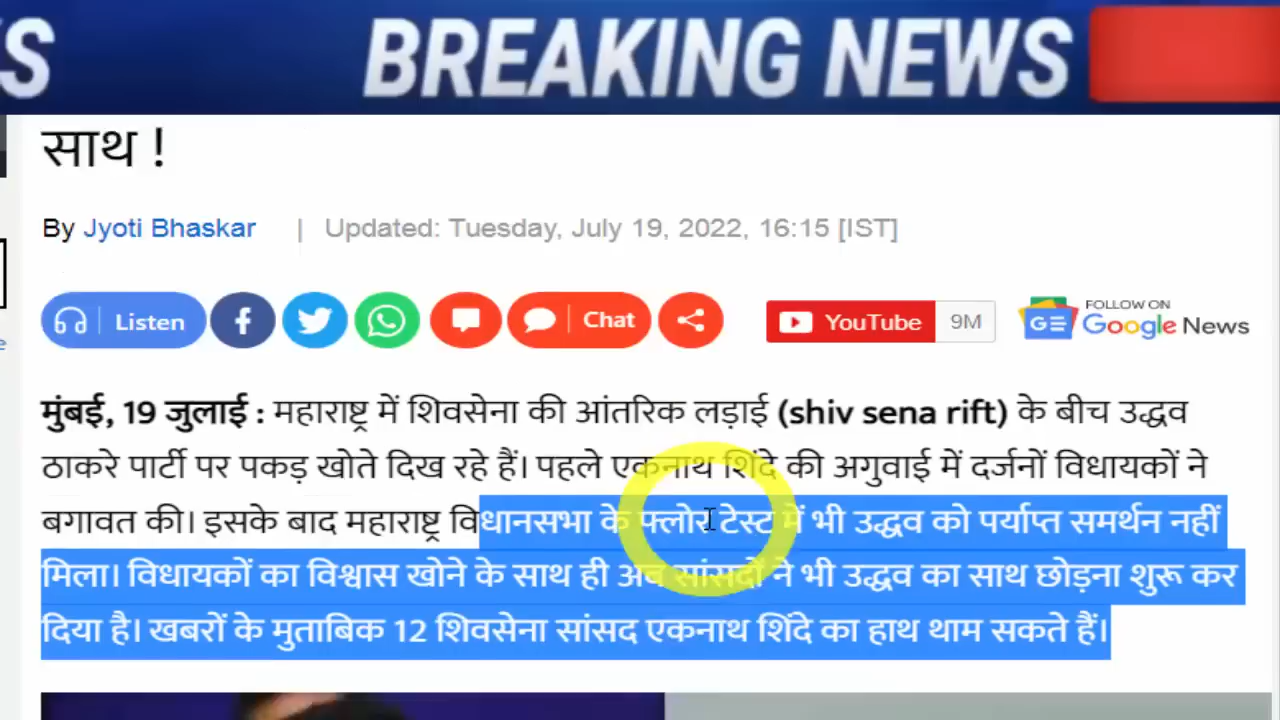 S BREAKING NEWS
साथ !
By Jyoti Bhaskar | Updated: Tuesday, July 19, 2022, 16:15 [IST]
Listen Chat YouTube 9M FOLLOW ON
GE Google News
मुंबई, 19 जुलाई : महाराष्ट्र में शिवसेना की आंतरिक लड़ाई (shiv sena rift) के बीच उद्धव
ठाकरे पार्टी पर पकड़ खोते दिख रहे हैं। पहले एकनाथ शिंदे की अगुवाई में दर्जनों विधायकों ने
बगावत की। इसके बाद महाराष्ट्र विधानसभा के फ्लोर टेस्ट में भी उद्धव को पर्याप्त समर्थन नहीं
मिला। विधायकों का विश्वास खोने के साथ ही अब सांसदों ने भी उद्धव का साथ छोड़ना शुरू कर
दिया है। खबरों के मुताबिक 12 शिवसेना सांसद एकनाथ शिंदे का हाथ थाम सकते हैं।